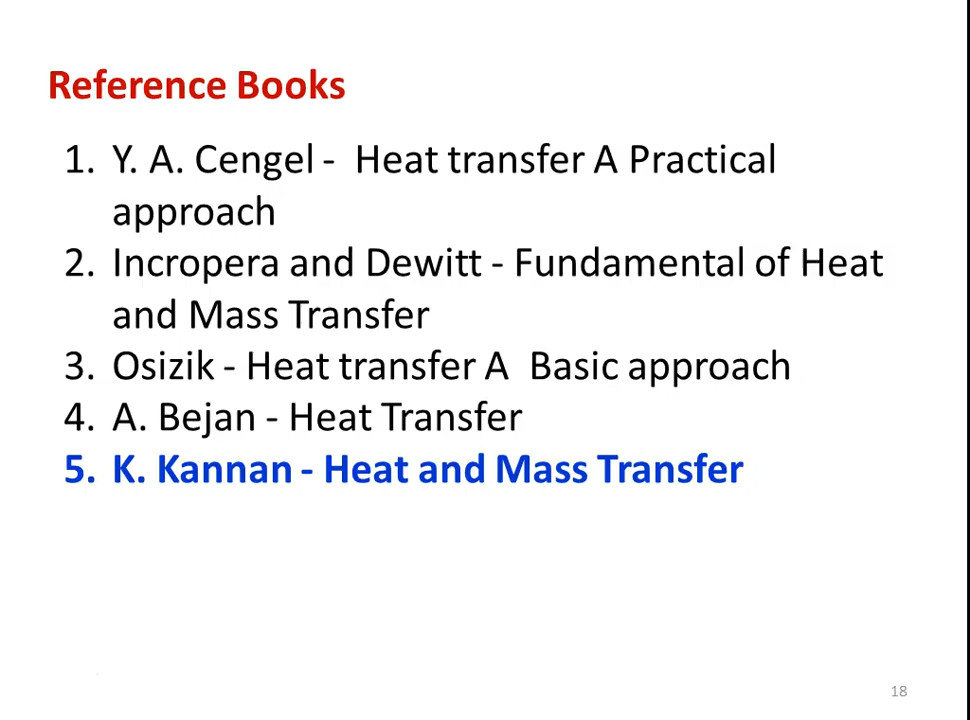 Reference Books
1. Y. A. Cengel - Heat transfer A Practical
approach
2. Incropera and Dewitt - Fundamental of Heat
and Mass Transfer
3. Osizik - Heat transfer A Basic approach
4. A. Bejan - Heat Transfer
5. K. Kannan - Heat and Mass Transfer
18